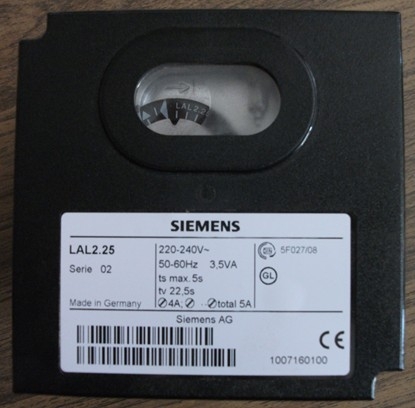 LAL2.2
SIEMENS
LAL2.25
Serie 02
Made in Germany
220-240V~
50-60Hz 3,5VA
ts max.5s
tv 22,5s
4A; total 5A
5F027/08
GL
Siemens AG
CE
1007160100